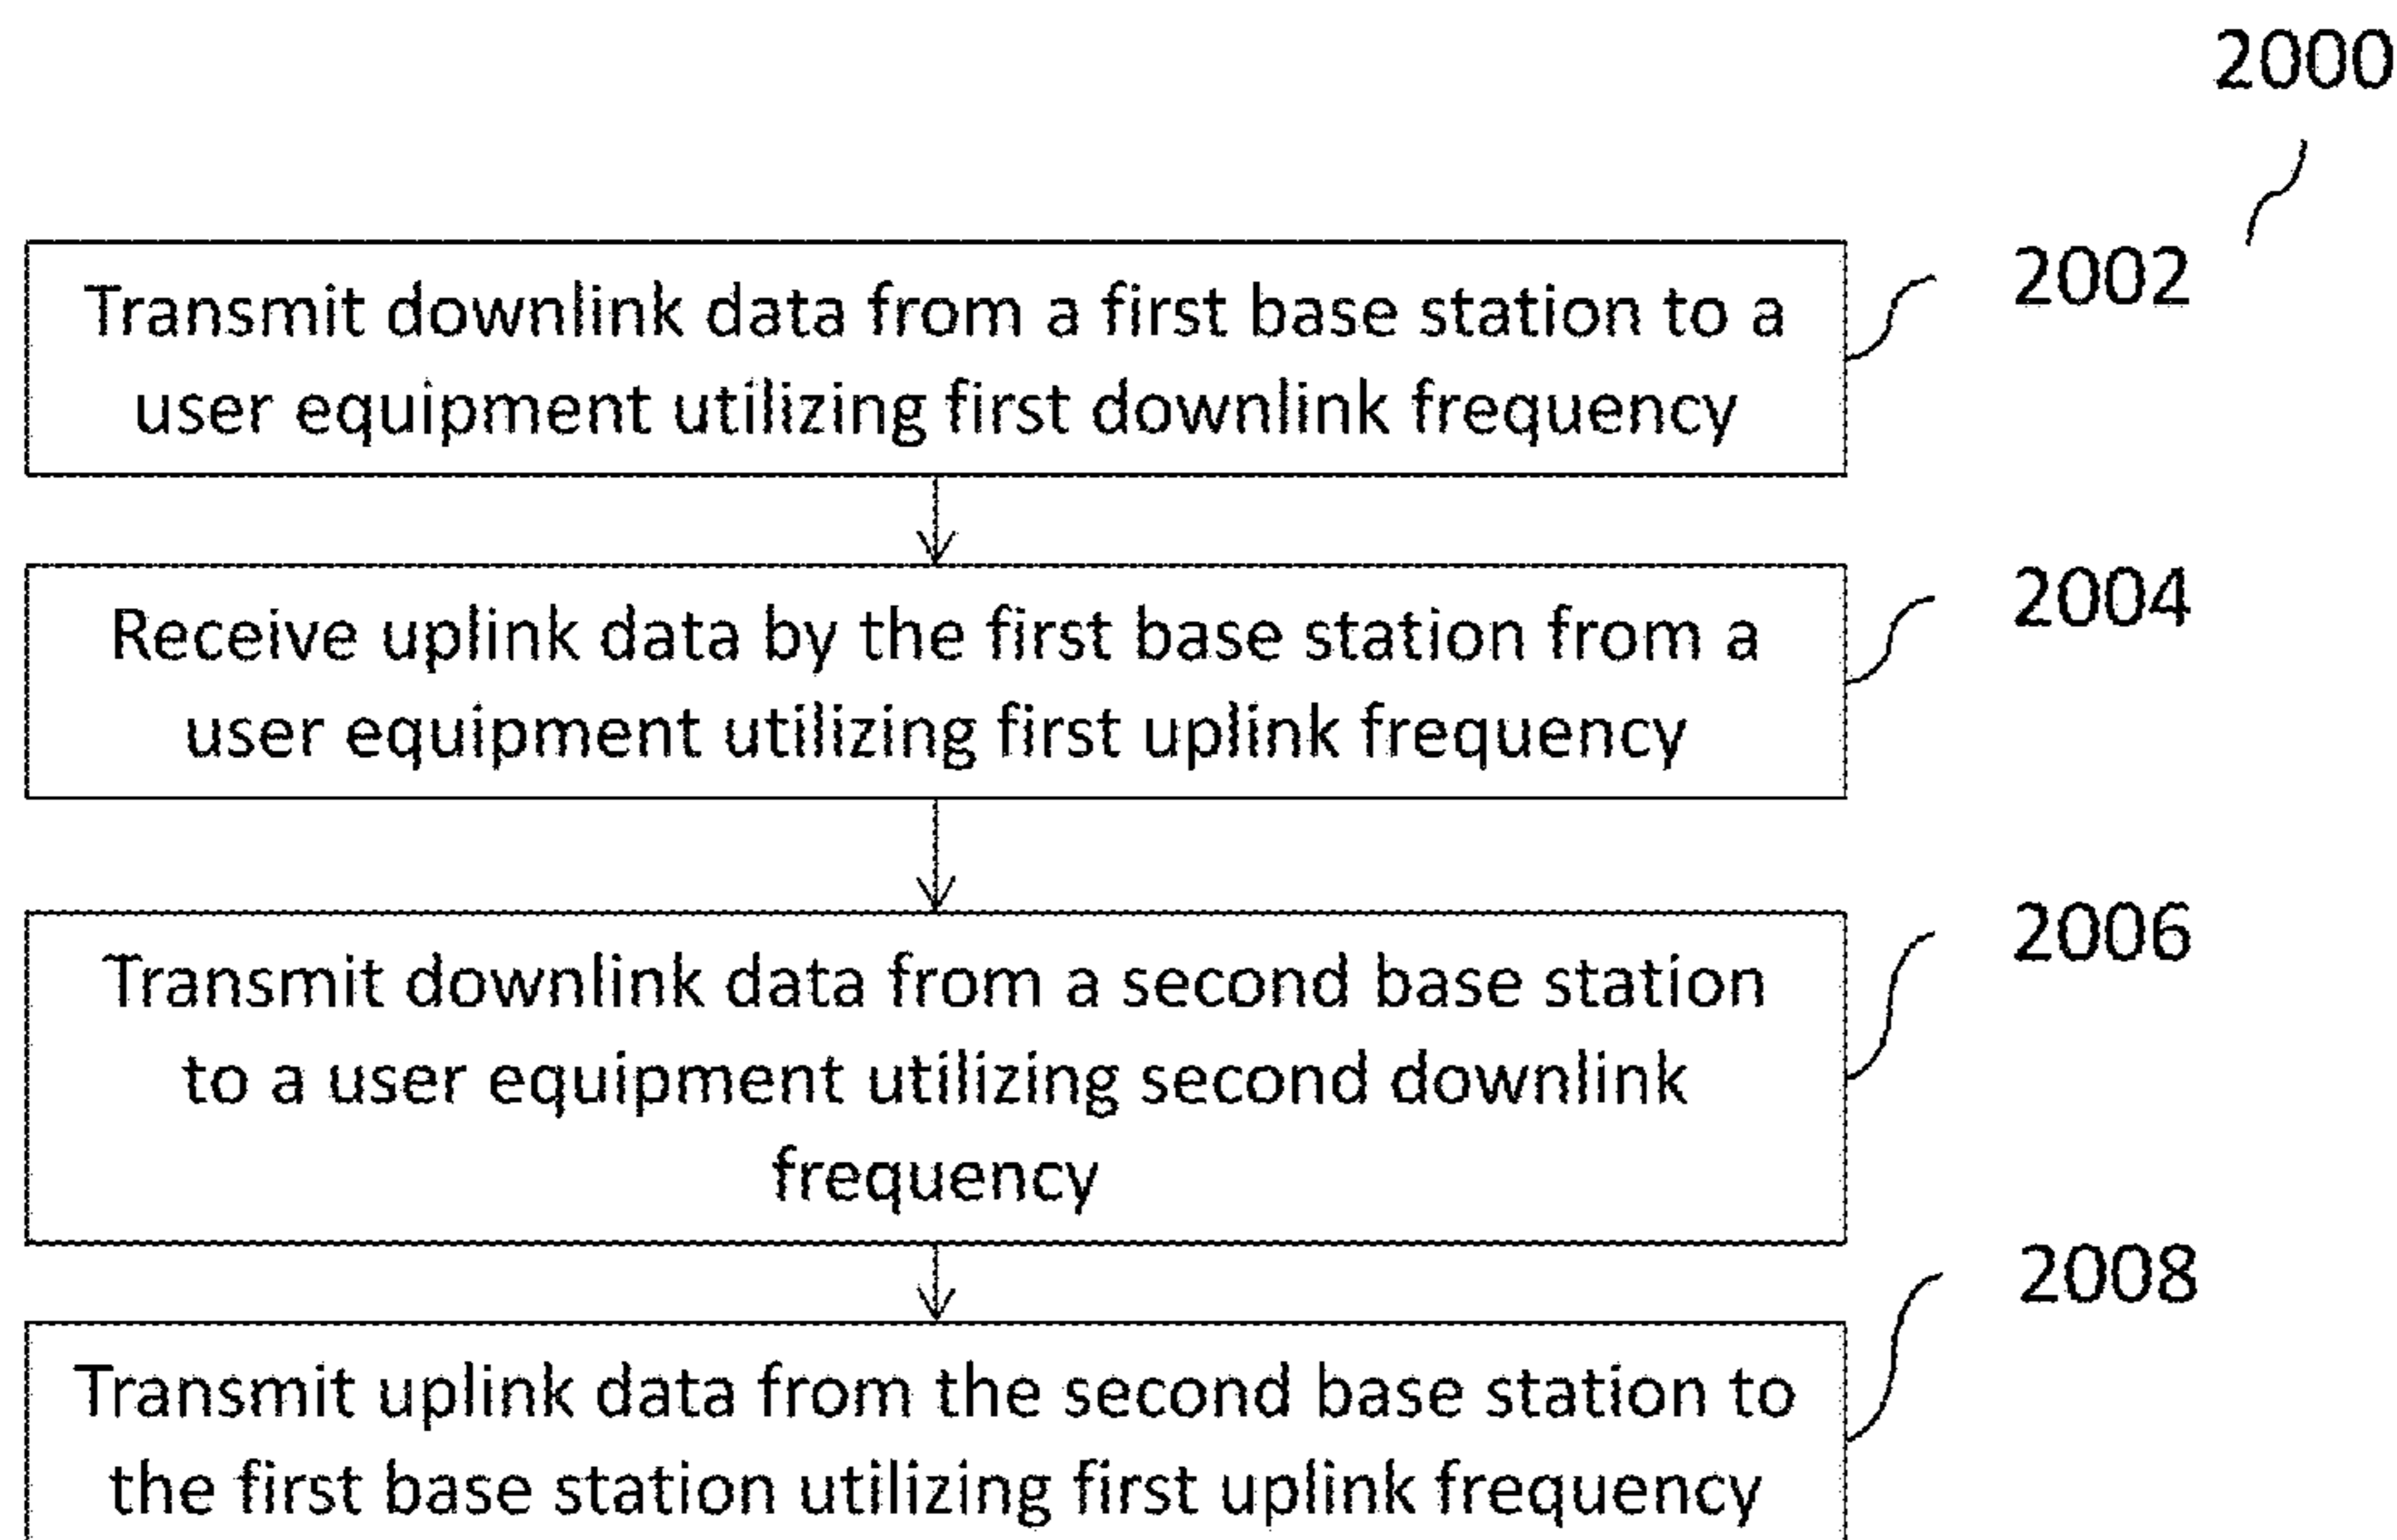 2000
Transmit downlink data from a first base station to a
user equipment utilizing first downlink frequency
2002
Receive uplink data by the first base station from a
user equipment utilizing first uplink frequency
2004
Transmit downlink data from a second base station
to a user equipment utilizing second downlink
frequency
2006
Transmit uplink data from the second base station to
the first base station utilizing first uplink frequency
2008